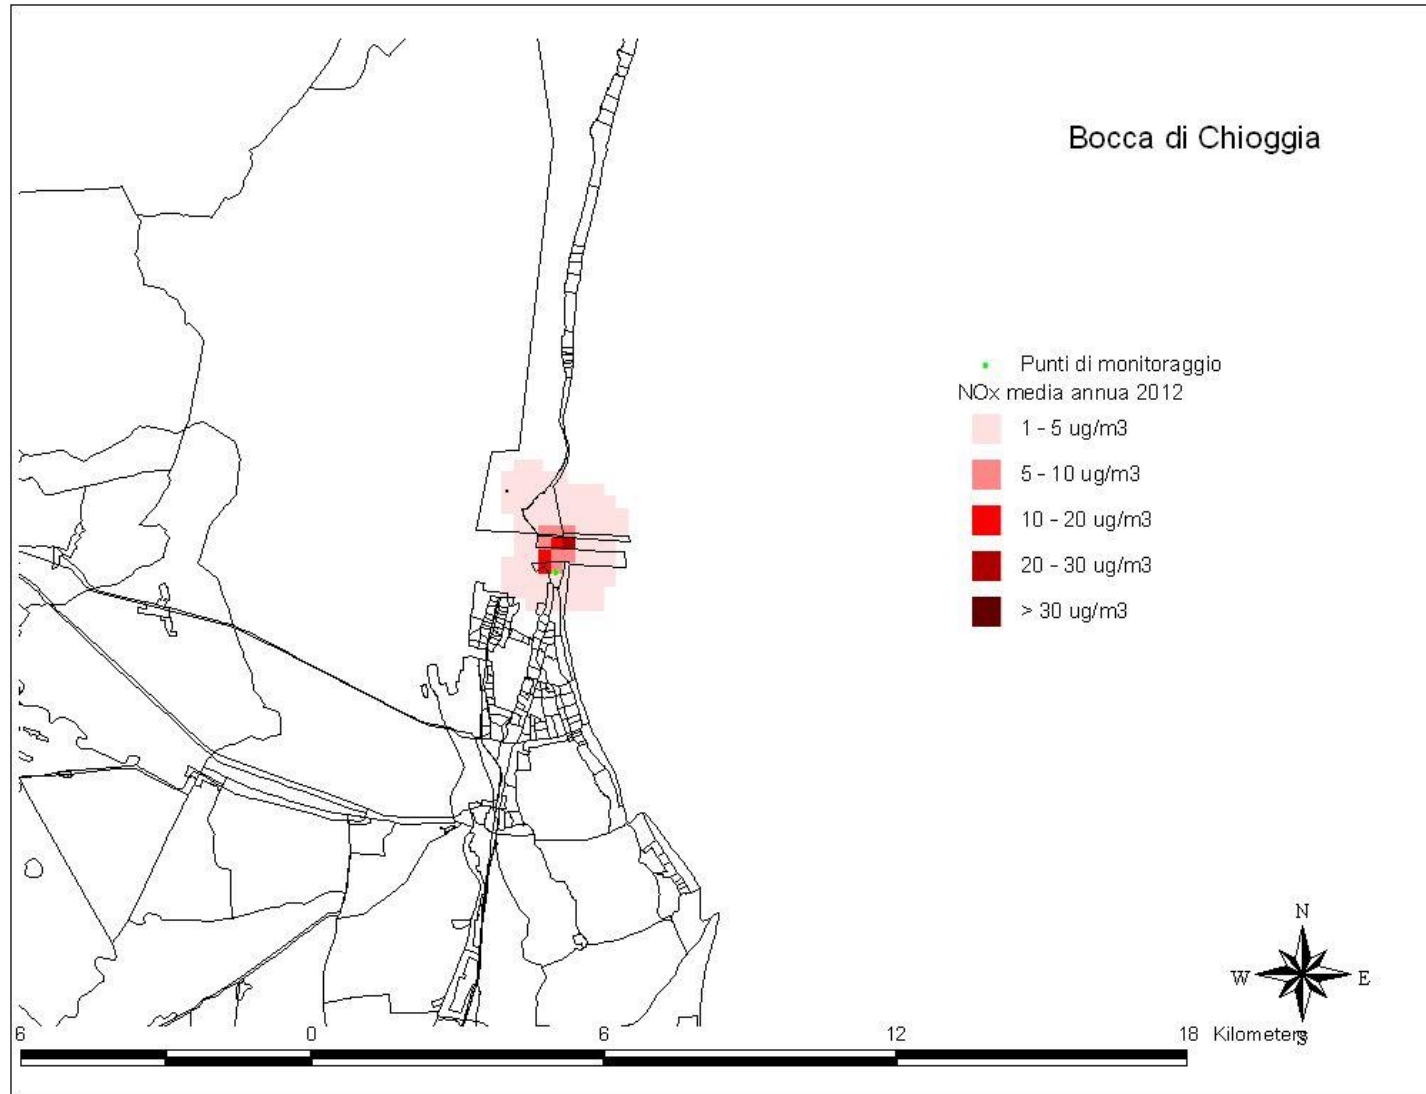 Bocca di Chioggia
Punti di monitoraggio
NOx media annua 2012
1 - 5 ug/m3
5 - 10 ug/m3
10 - 20 ug/m3
20 - 30 ug/m3
> 30 ug/m3
N
W E
S
6 0 6 12 18 Kilometers